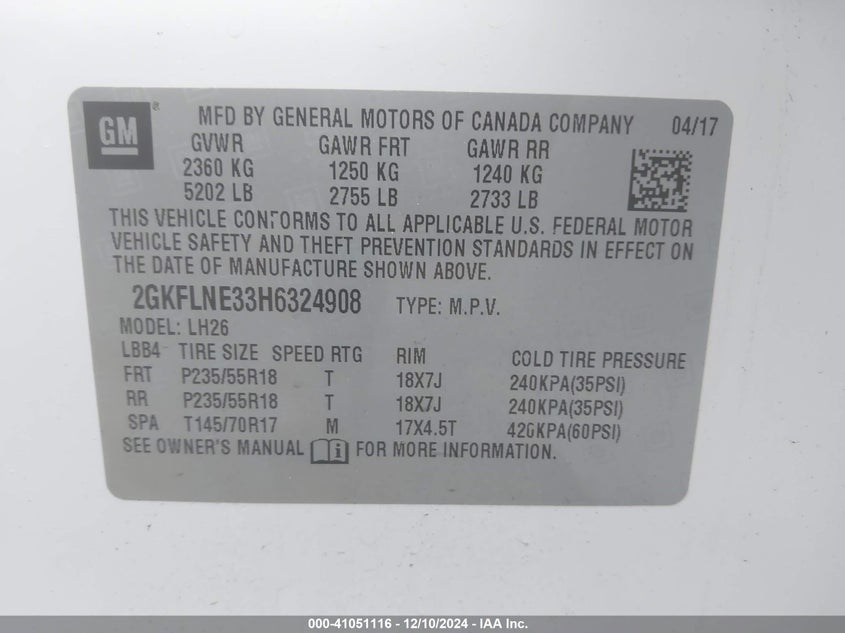 GM ® MFD BY GENERAL MOTORS OF CANADA COMPANY 04/17
GVWR GAWR FRT GAWR RR
2360 KG 1250 KG 1240 KG
5202 LB 2755 LB 2733 LB
THIS VEHICLE CONFORMS TO ALL APPLICABLE U.S. FEDERAL MOTOR
VEHICLE SAFETY AND THEFT PREVENTION STANDARDS IN EFFECT ON
THE DATE OF MANUFACTURE SHOWN ABOVE.
2GKFLNE33H6324908 TYPE: M.P.V.
MODEL: LH26
LBB4 TIRE SIZE SPEED RTG RIM COLD TIRE PRESSURE
FRT P235/55R18 T 18X7J 240KPA(35PSI)
RR P235/55R18 T 18X7J 240KPA(35PSI)
SPA T145/70R17 M 17X4.5T 420KPA(60PSI)
SEE OWNER'S MANUAL i FOR MORE INFORMATION.
000-41051116 - 12/10/2024 - IAA Inc.